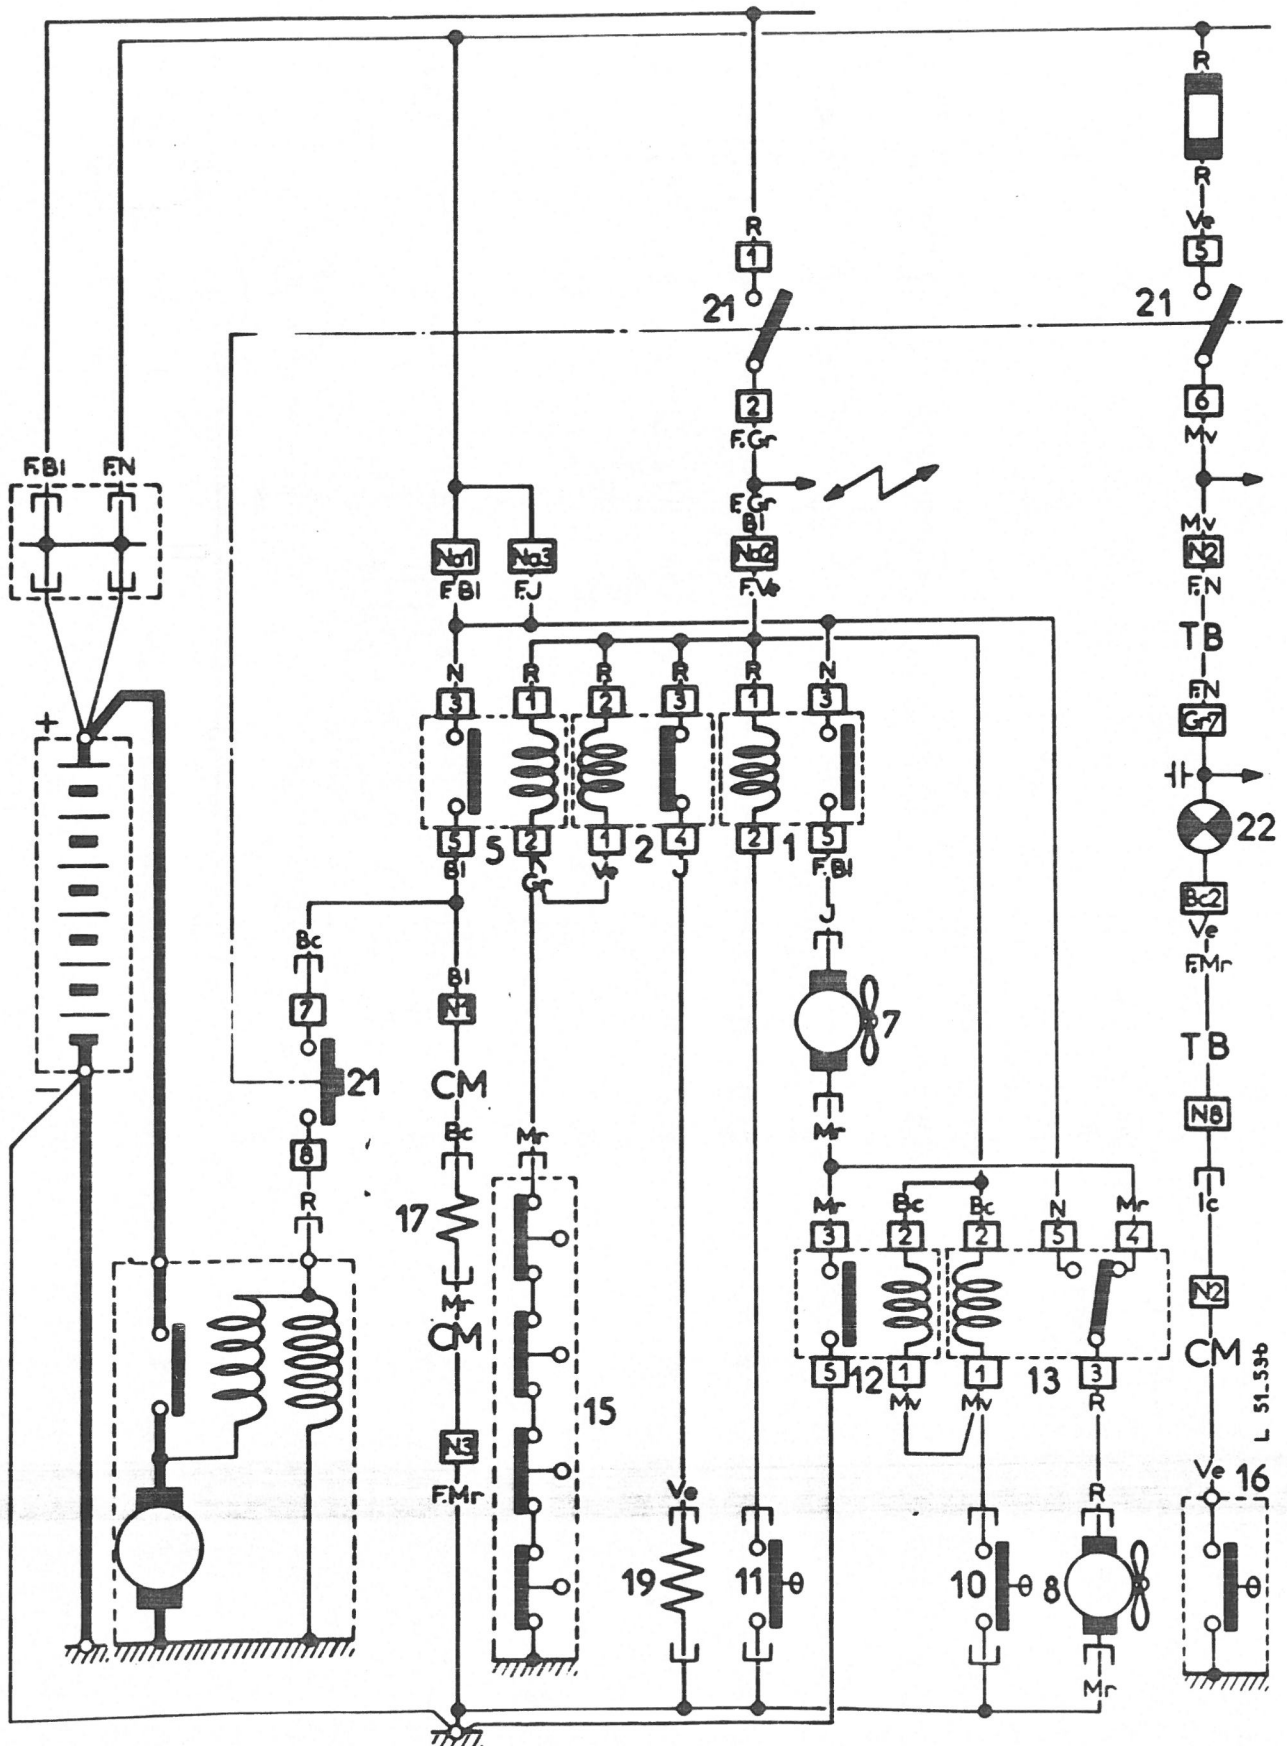 R
R
R
Ve
1
5
21
21
2
6
F.Gr
Mv
F.Bl
F.N
F.Gr
Bl
Mv
Na1
Na3
Na2
N2
F.Bl
F.J
F.Ve
F.N
TB
N
R
R
R
R
N
F.N
3
1
2
3
1
3
Gr7
+
5
5
2
1
2
4
2
1
5
22
Bl
Gr
Ve
J
F.Bl
Bc2
Ve
J
Bc
Bl
F.Mr
7
N1
7
TB
21
CM
–
8
Bc
Mr
Mr
N8
R
17
Mr
Bc
Bc
N
Mr
Ic
3
2
2
5
4
Mr
N2
CM
CM
5
12
1
1
13
3
15
Mv
Mv
R
L 51.53b
N3
F.Mr
Ve
R
Ve
16
19
11
θ
10
θ
8
θ
Mr